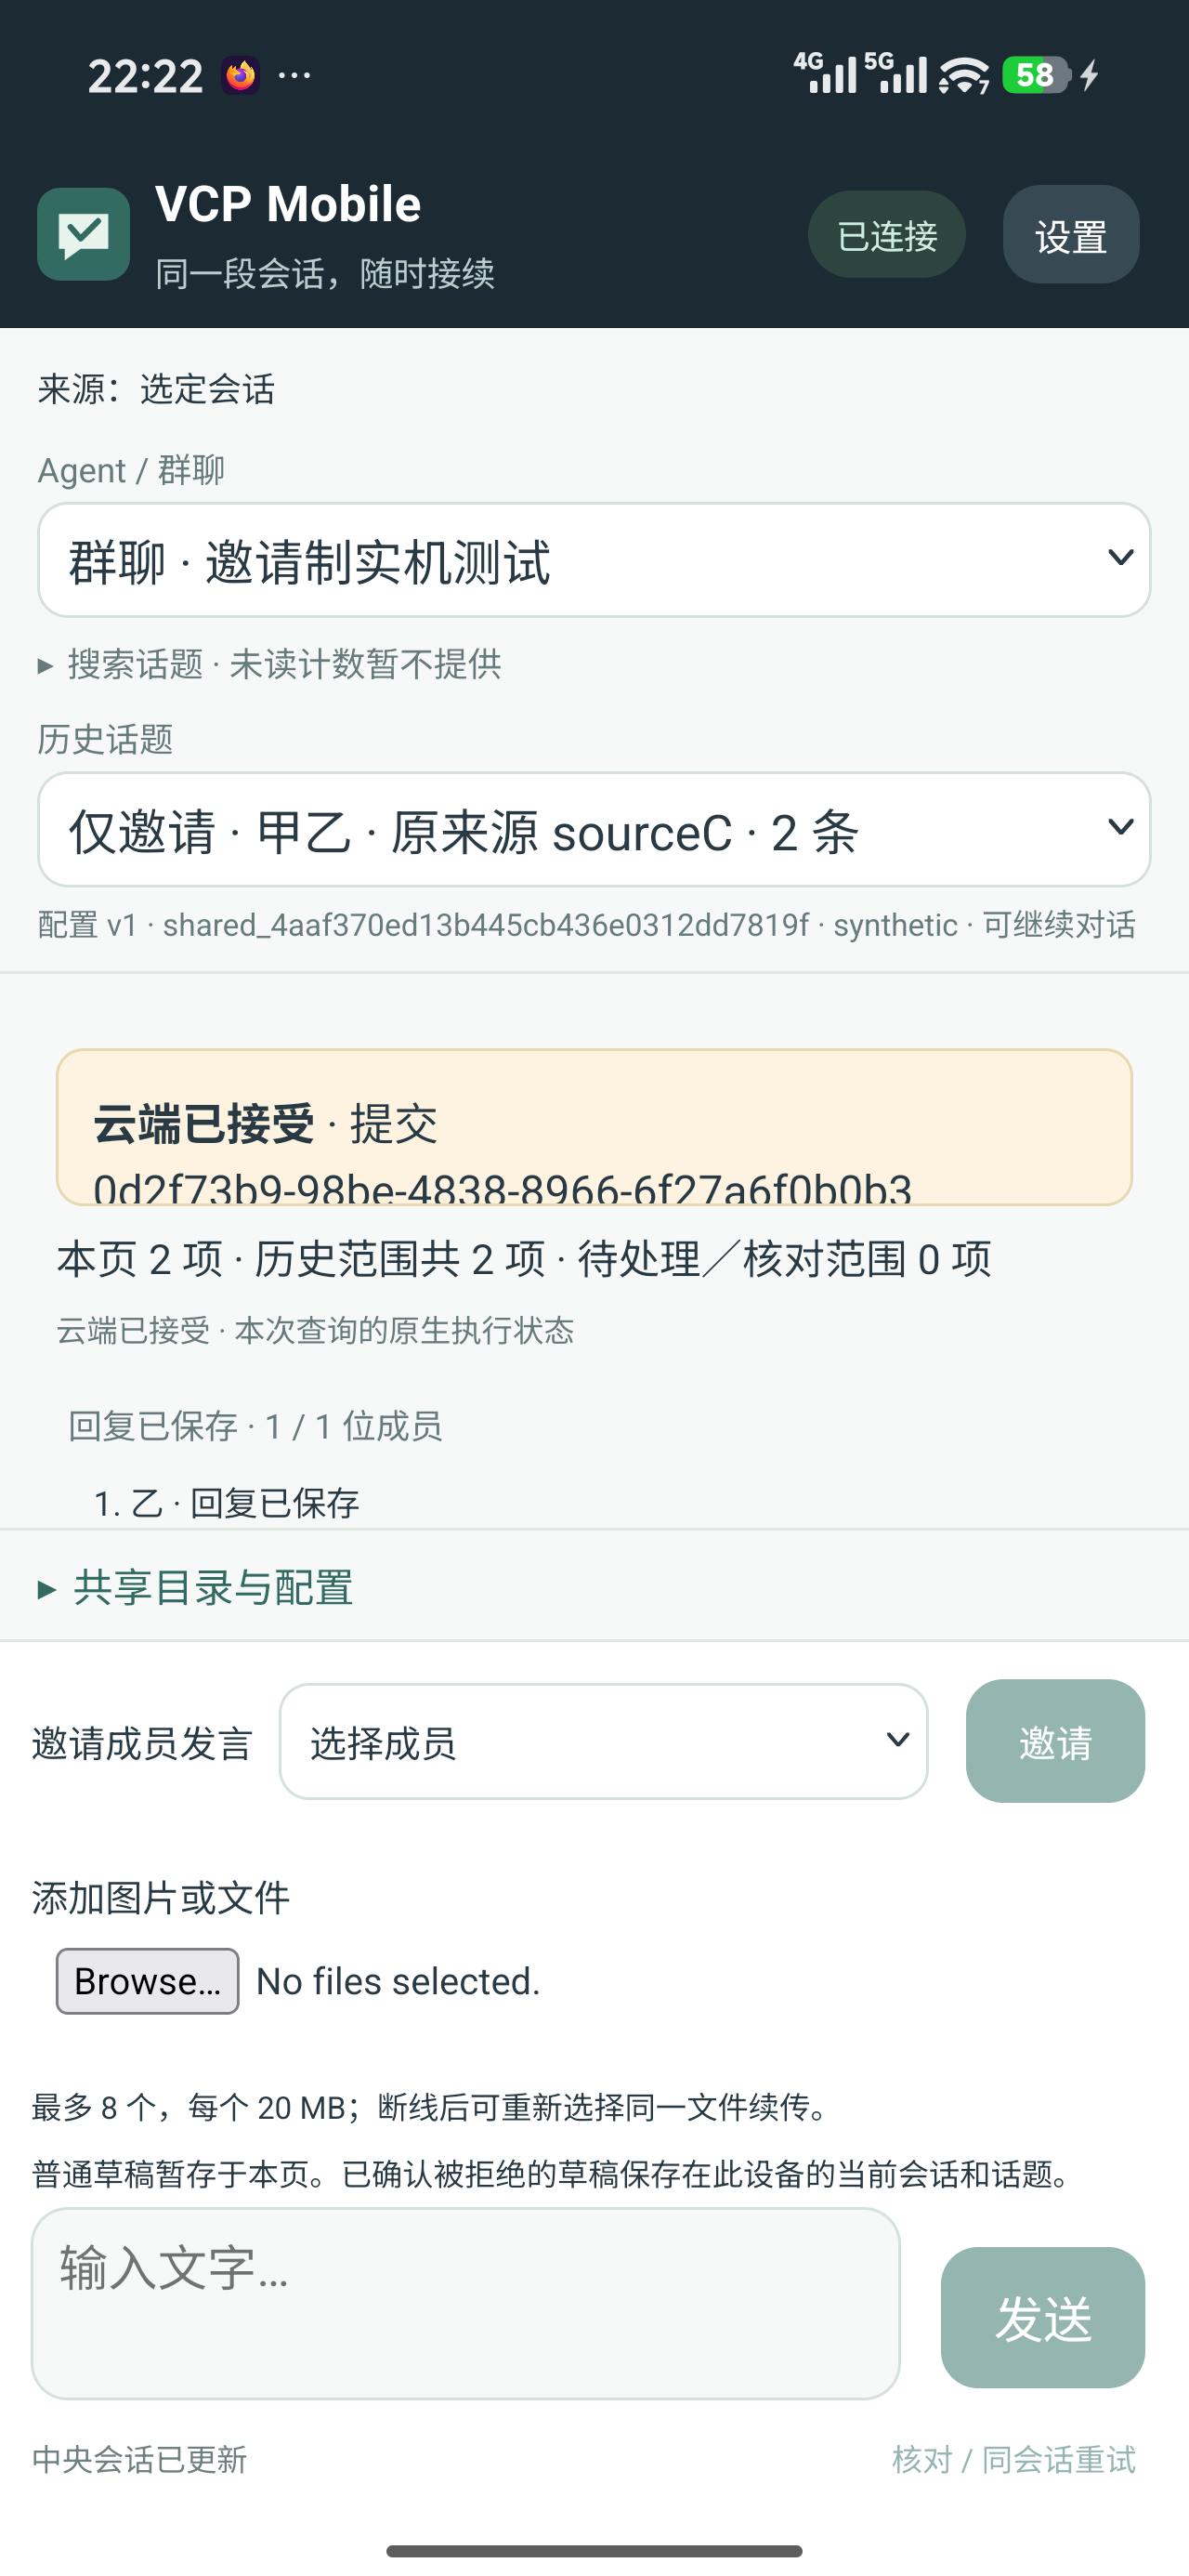 22:22 ...
4G 5G 7 58
VCP Mobile
同一段会话，随时接续
已连接
设置
来源：选定会话
Agent / 群聊
群聊 · 邀请制实机测试
▸ 搜索话题 · 未读计数暂不提供
历史话题
仅邀请 · 甲乙 · 原来源 sourceC · 2 条
配置 v1 · shared_4aaf370ed13b445cb436e0312dd7819f · synthetic · 可继续对话
云端已接受 · 提交
0d2f73b9-98be-4838-8966-6f27a6f0b0b3
本页 2 项 · 历史范围共 2 项 · 待处理／核对范围 0 项
云端已接受 · 本次查询的原生执行状态
回复已保存 · 1 / 1 位成员
1. 乙 · 回复已保存
▸ 共享目录与配置
邀请成员发言
选择成员
邀请
添加图片或文件
Browse… No files selected.
最多 8 个，每个 20 MB；断线后可重新选择同一文件续传。
普通草稿暂存于本页。已确认被拒绝的草稿保存在此设备的当前会话和话题。
输入文字…
发送
中央会话已更新
核对 / 同会话重试